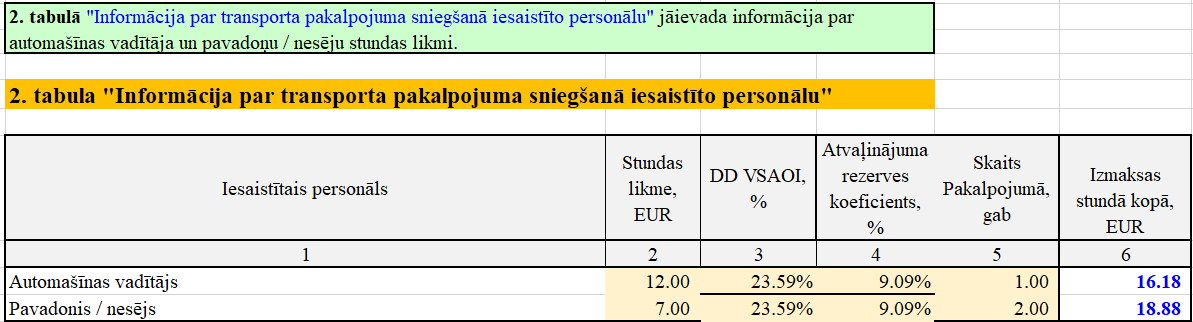 2. tabulā "Informācija par transporta pakalpojuma sniegšanā iesaistīto personālu" jāievada informācija par
automašīnas vadītāja un pavadoņu / nesēju stundas likmi.
2. tabula "Informācija par transporta pakalpojuma sniegšanā iesaistīto personālu"
Iesaistītais personāls
Stundas
likme,
EUR
DD VSAOI,
%
Atvaļinājuma
rezerves
koeficients,
%
Skaits
Pakalpojumā,
gab
Izmaksas
stundā kopā,
EUR
1 2 3 4 5 6
Automašīnas vadītājs 12.00 23.59% 9.09% 1.00 16.18
Pavadonis / nesējs 7.00 23.59% 9.09% 2.00 18.88